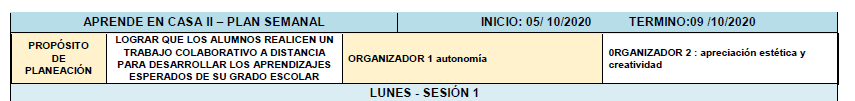 APRENDE EN CASA II – PLAN SEMANAL
INICIO: 05/ 10/2020 TERMINO:09 /10/2020
PROPÓSITO
DE
PLANEACIÓN
LOGRAR QUE LOS ALUMNOS REALICEN UN
TRABAJO COLABORATIVO A DISTANCIA
PARA DESARROLLAR LOS APRENDIZAJES
ESPERADOS DE SU GRADO ESCOLAR
ORGANIZADOR 1 autonomía
0RGANIZADOR 2 : apreciación estética y
creatividad
LUNES - SESIÓN 1